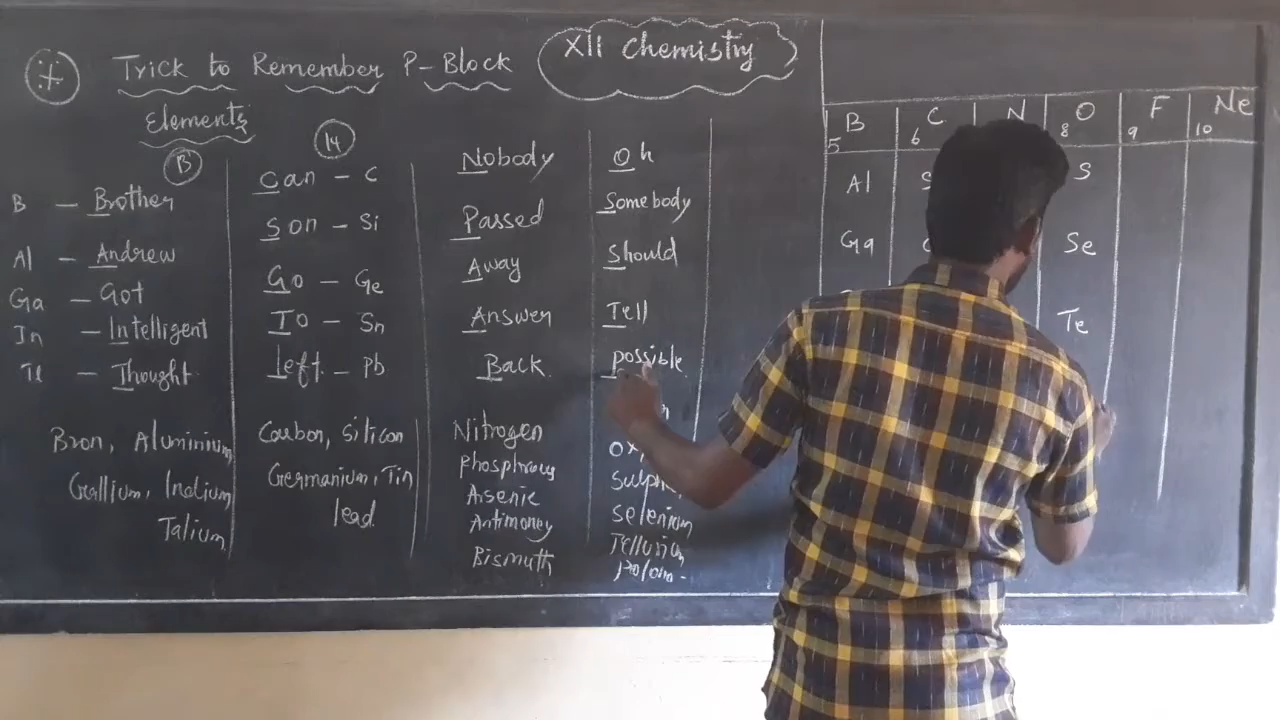 Trick to Remember P-Block
Elements
XII Chemistry
13
B - Brother
Al - Andrew
Ga - Got
In - Intelligent
Tl - Thought
Bron, Aluminium,
Gallium, Indium,
Talium.
14
Can - C
Son - Si
Go - Ge
To - Sn
left - Pb
Carbon, Silicon
Germanium, Tin
lead.
Nobody
Passed
Away
Answer
Back.
Nitrogen
Phosphrous
Arsenic
Antimoney
Bismuth
Oh
Somebody
Should
Tell
possible.
Selenium
Tellurium
B C N O F Ne
5 6 8 9 10
Al S
Ga Se
Te